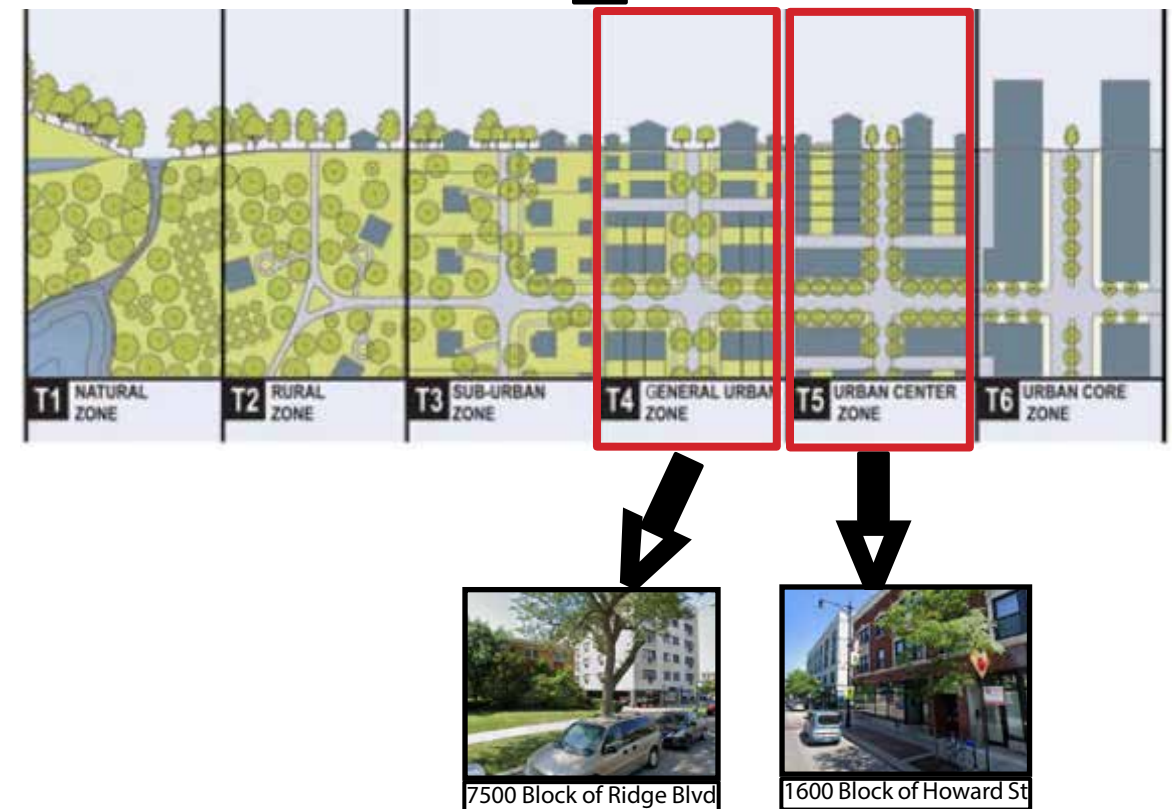 T1 NATURAL
ZONE
T2 RURAL
ZONE
T3 SUB-URBAN
ZONE
T4 GENERAL URBAN
ZONE
T5 URBAN CENTER
ZONE
T6 URBAN CORE
ZONE
7500 Block of Ridge Blvd
1600 Block of Howard St